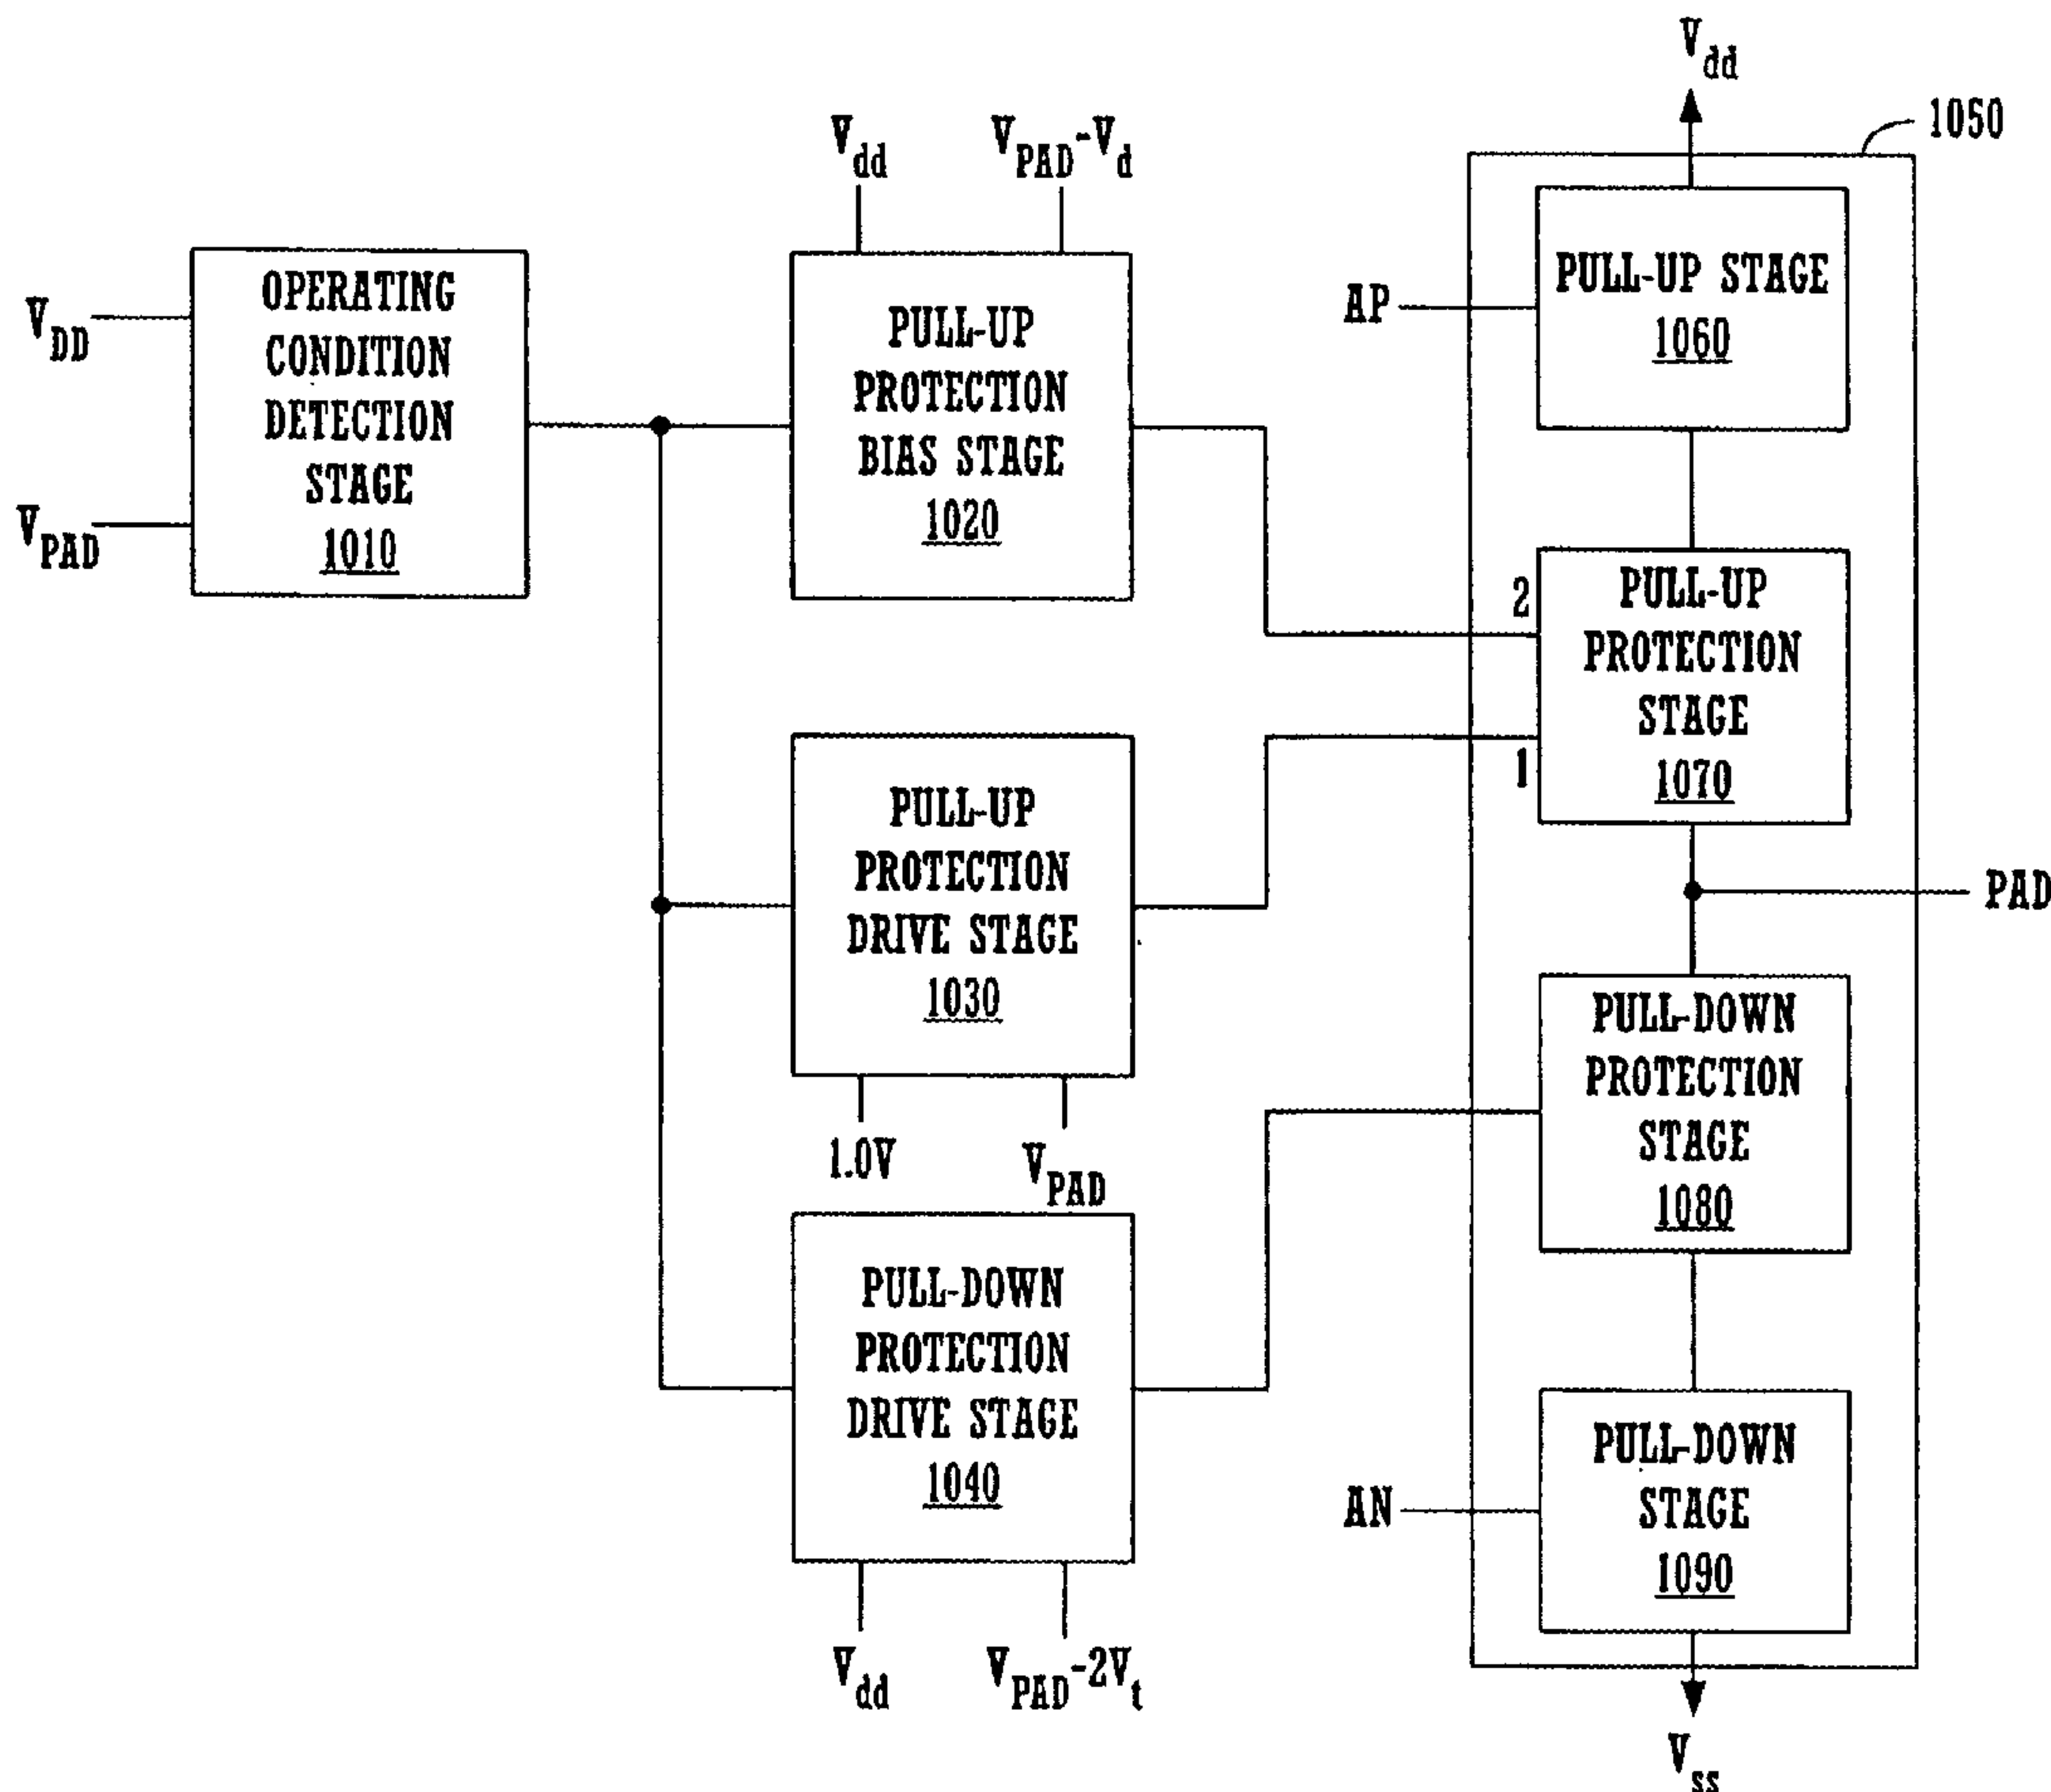 V_DD
V_PAD
OPERATING
CONDITION
DETECTION
STAGE
1010
V_dd
V_PAD-V_d
PULL-UP
PROTECTION
BIAS STAGE
1020
PULL-UP
PROTECTION
DRIVE STAGE
1030
1.0V
V_PAD
PULL-DOWN
PROTECTION
DRIVE STAGE
1040
V_dd
V_PAD-2V_t
V_dd
1050
AP
PULL-UP STAGE
1060
2
1
PULL-UP
PROTECTION
STAGE
1070
PAD
PULL-DOWN
PROTECTION
STAGE
1080
AN
PULL-DOWN
STAGE
1090
V_ss